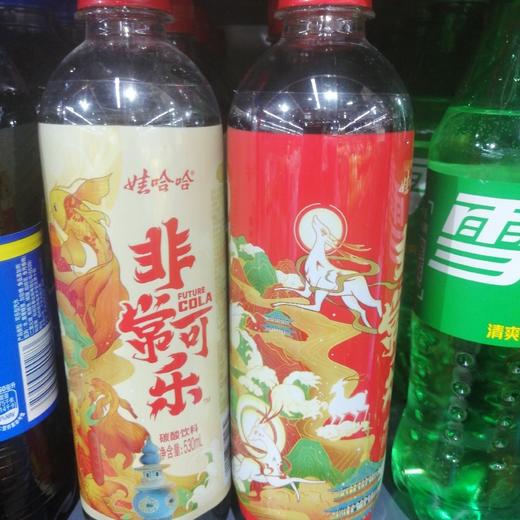 娃哈哈®
非常可乐
FUTURE
COLA
TM
碳酸饮料
净含量:530mL
雪
清爽